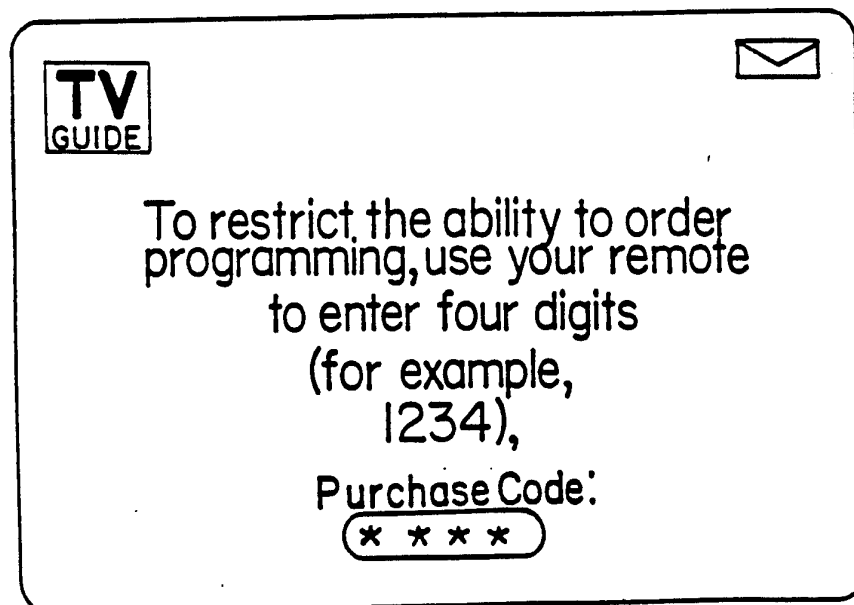 TV
GUIDE
To restrict the ability to order
programming, use your remote
to enter four digits
(for example,
1234),
Purchase Code:
* * * *